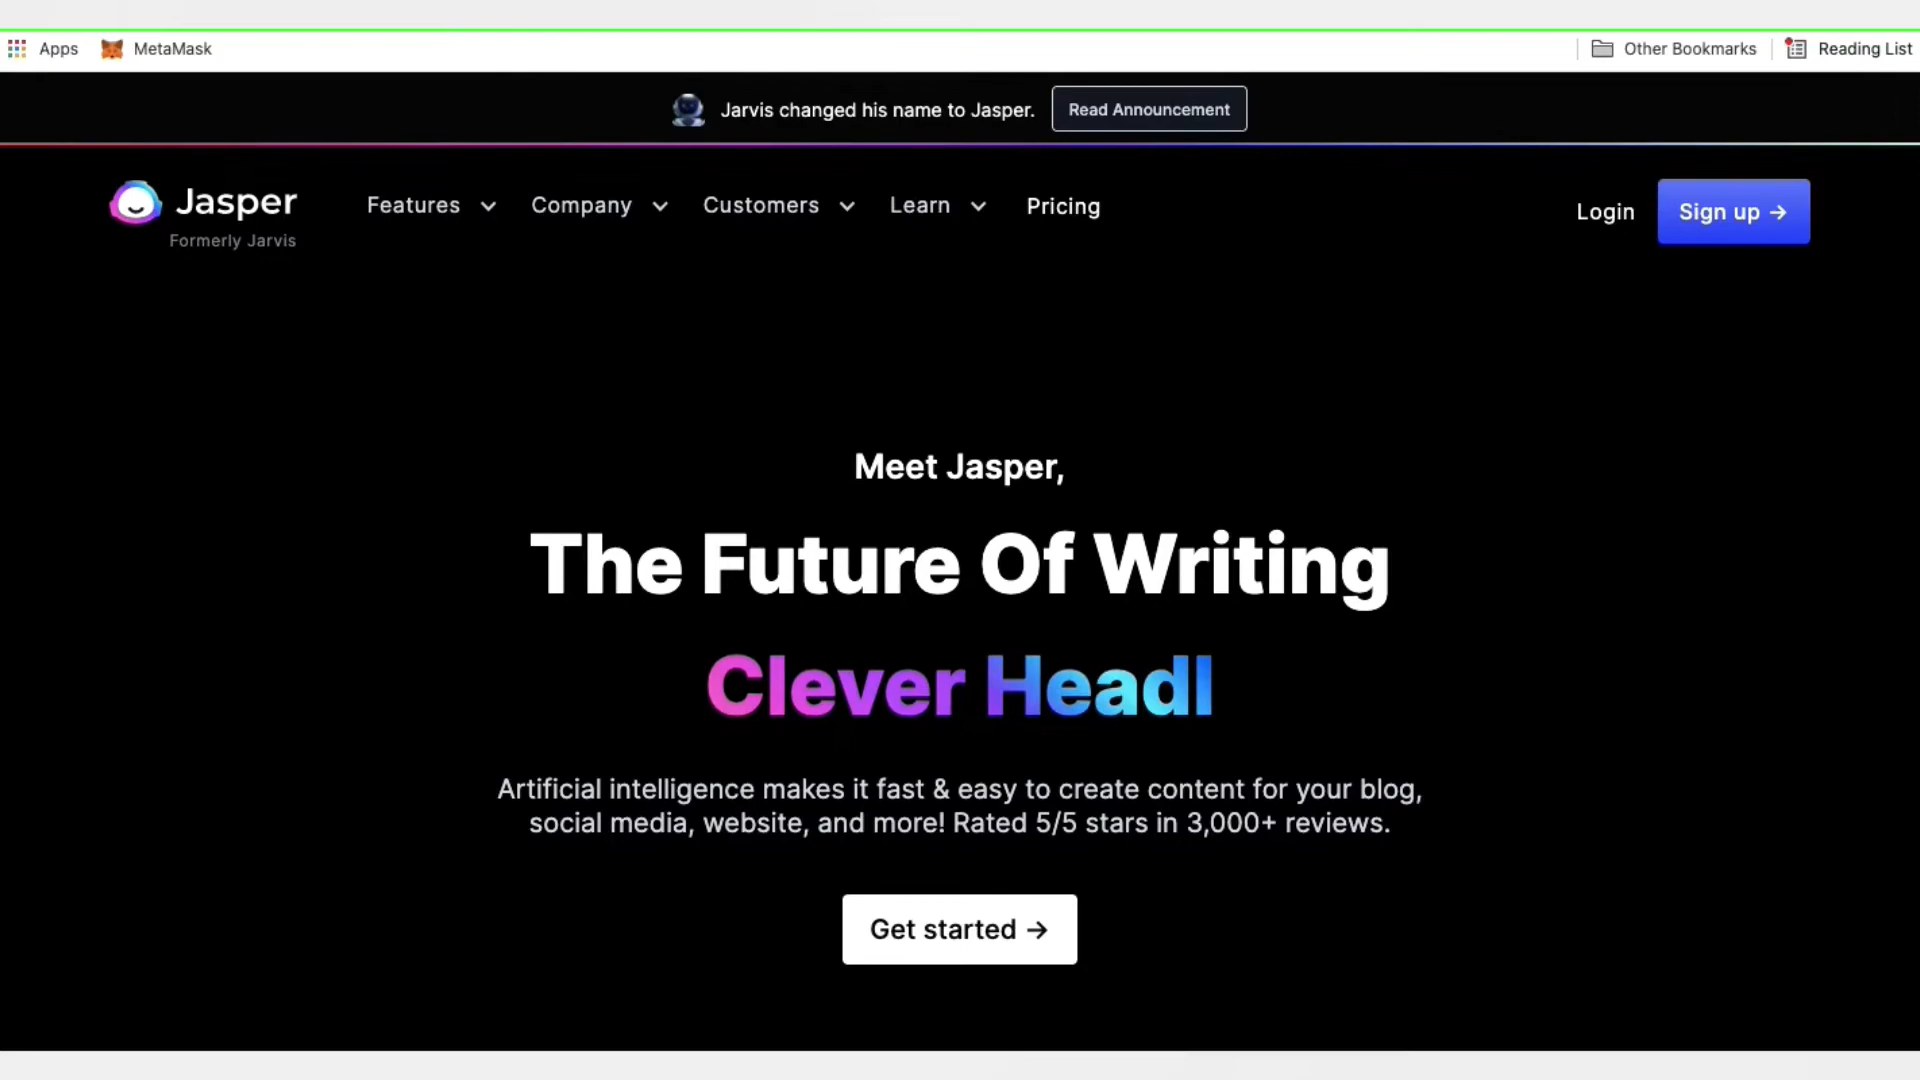 Apps MetaMask Other Bookmarks Reading List
Jarvis changed his name to Jasper. Read Announcement
Jasper Features Company Customers Learn Pricing Login Sign up →
Formerly Jarvis
Meet Jasper,
The Future Of Writing
Clever Headl
Artificial intelligence makes it fast & easy to create content for your blog,
social media, website, and more! Rated 5/5 stars in 3,000+ reviews.
Get started →